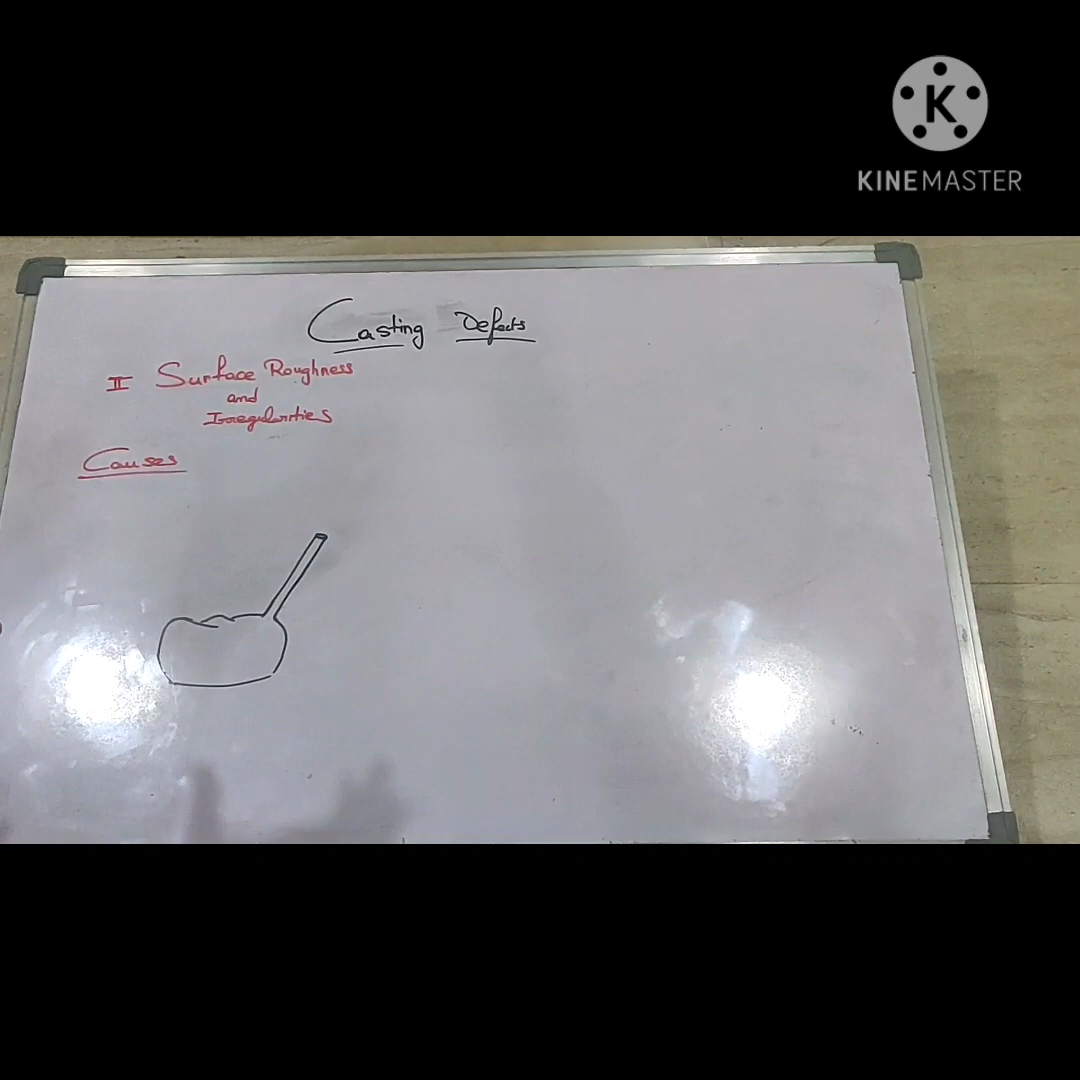 KINEMASTER
Casting Defects
II Surface Roughness
and
Irregularities
Causes